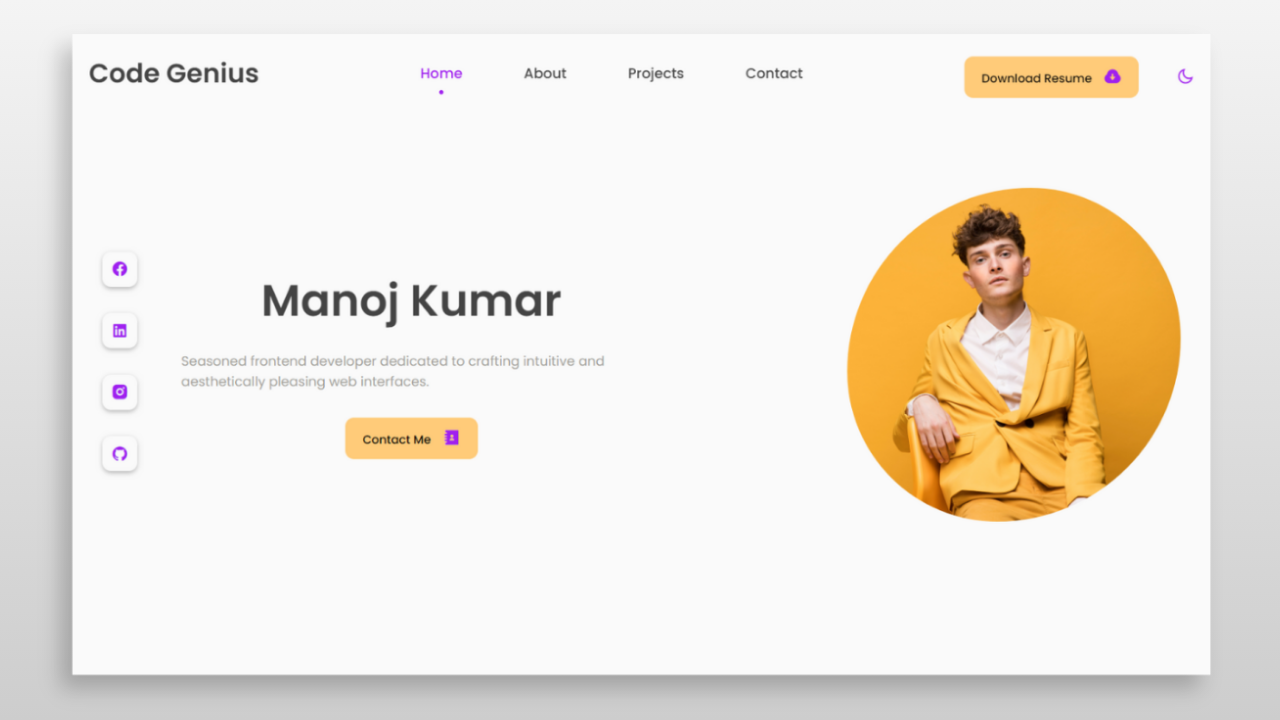 Code Genius
Home
About
Projects
Contact
Download Resume
Manoj Kumar
Seasoned frontend developer dedicated to crafting intuitive and
aesthetically pleasing web interfaces.
Contact Me